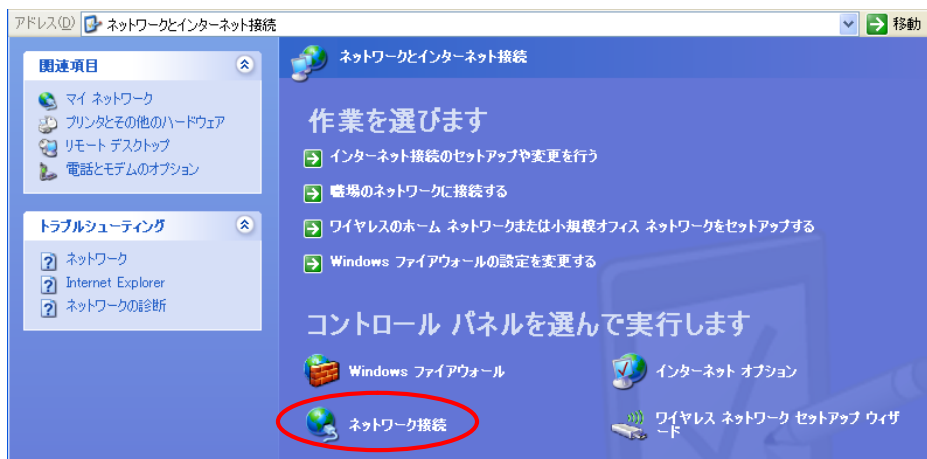 アドレス(D) ネットワークとインターネット接続 移動
関連項目
マイ ネットワーク
プリンタとその他のハードウェア
リモート デスクトップ
電話とモデムのオプション
トラブルシューティング
ネットワーク
Internet Explorer
ネットワークの診断
ネットワークとインターネット接続
作業を選びます
インターネット接続のセットアップや変更を行う
職場のネットワークに接続する
ワイヤレスのホーム ネットワークまたは小規模オフィス ネットワークをセットアップする
Windows ファイアウォールの設定を変更する
コントロール パネルを選んで実行します
Windows ファイアウォール
インターネット オプション
ネットワーク接続
ワイヤレス ネットワーク セットアップ ウィザ
ード